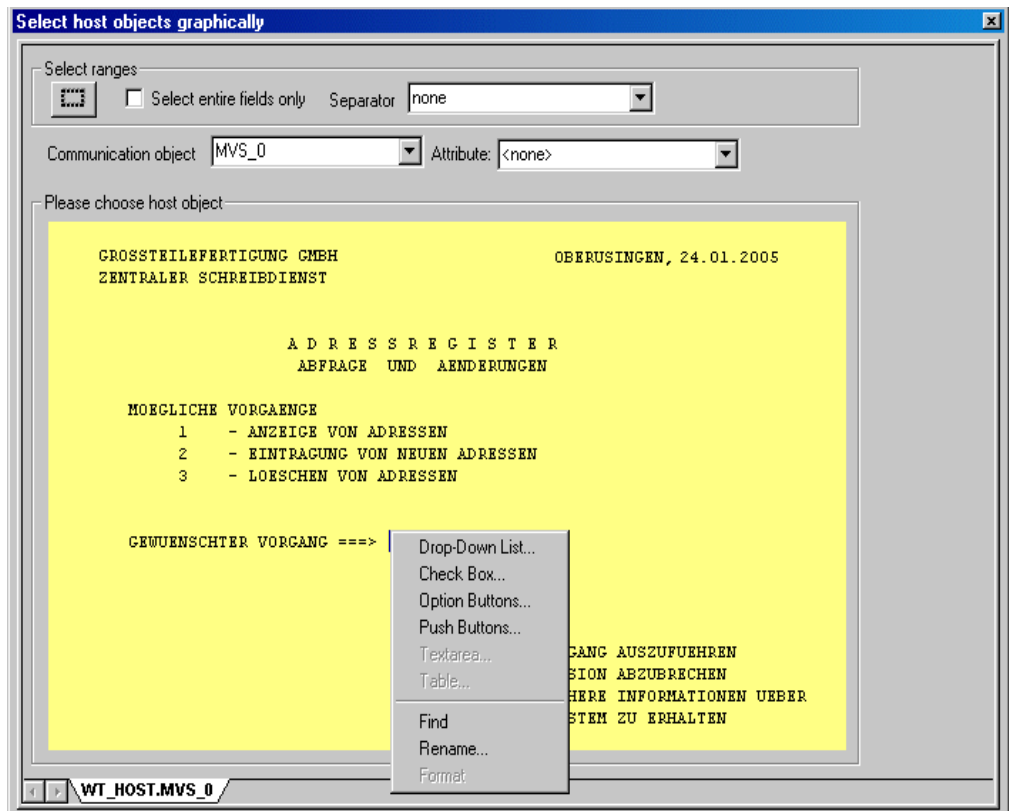 Select host objects graphically
Select ranges
Select entire fields only Separator none
Communication object MVS_0 Attribute: <none>
Please choose host object
GROSSTEILEFERTIGUNG GMBH OBERUSINGEN, 24.01.2005
ZENTRALER SCHREIBDIENST
A D R E S S R E G I S T E R
ABFRAGE UND AENDERUNGEN
MOEGLICHE VORGAENGE
1 - ANZEIGE VON ADRESSEN
2 - EINTRAGUNG VON NEUEN ADRESSEN
3 - LOESCHEN VON ADRESSEN
GEWUENSCHTER VORGANG ===>
Drop-Down List...
Check Box...
Option Buttons...
Push Buttons...
Textarea...
Table...
Find
Rename...
Format
GANG AUSZUFUEHREN
SION ABZUBRECHEN
HERE INFORMATIONEN UEBER
STEM ZU ERHALTEN
WT_HOST.MVS_0